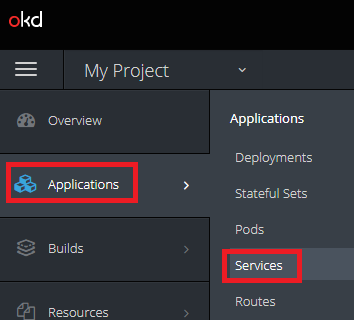 okd
My Project
Overview
Applications
Builds
Resources
Applications
Deployments
Stateful Sets
Pods
Services
Routes